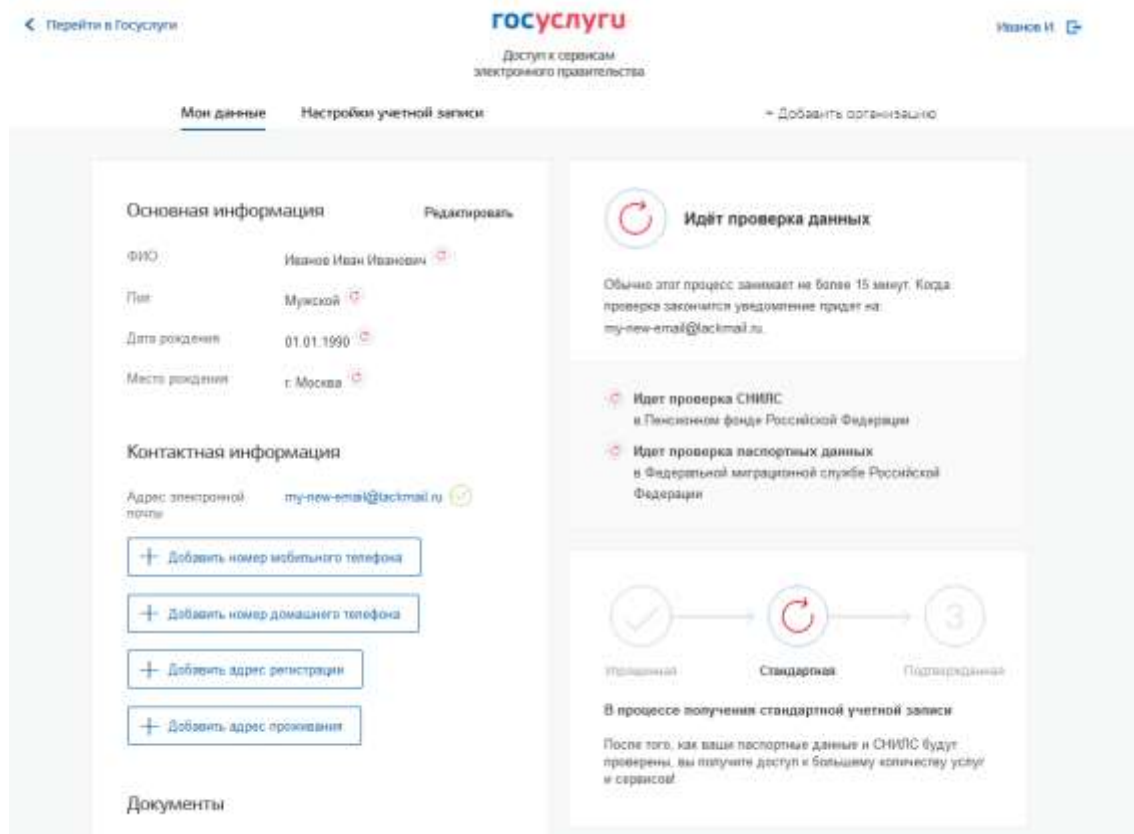 Перейти в Госуслуги
госуслуги
Иванов И
Доступ к сервисам
электронного правительства
Мои данные
Настройки учетной записи
+ Добавить организацию
Основная информация
Редактировать
ФИО
Иванов Иван Иванович
Пол
Мужской
Дата рождения
01.01.1990
Место рождения
г. Москва
Контактная информация
Адрес электронной
почты
my-new-email@lackmail.ru
+ Добавить номер мобильного телефона
+ Добавить номер домашнего телефона
+ Добавить адрес регистрации
+ Добавить адрес проживания
Документы
Идёт проверка данных
Обычно этот процесс занимает не более 15 минут. Когда
проверка закончится уведомление придет на:
my-new-email@lackmail.ru.
Идет проверка СНИЛС
в Пенсионном фонде Российской Федерации
Идет проверка паспортных данных
в Федеральной миграционной службе Российской
Федерации
3
Упрощенная
Стандартная
Подтвержденная
В процессе получения стандартной учетной записи
После того, как ваши паспортные данные и СНИЛС будут
проверены, вы получите доступ к большему количеству услуг
и сервисов!